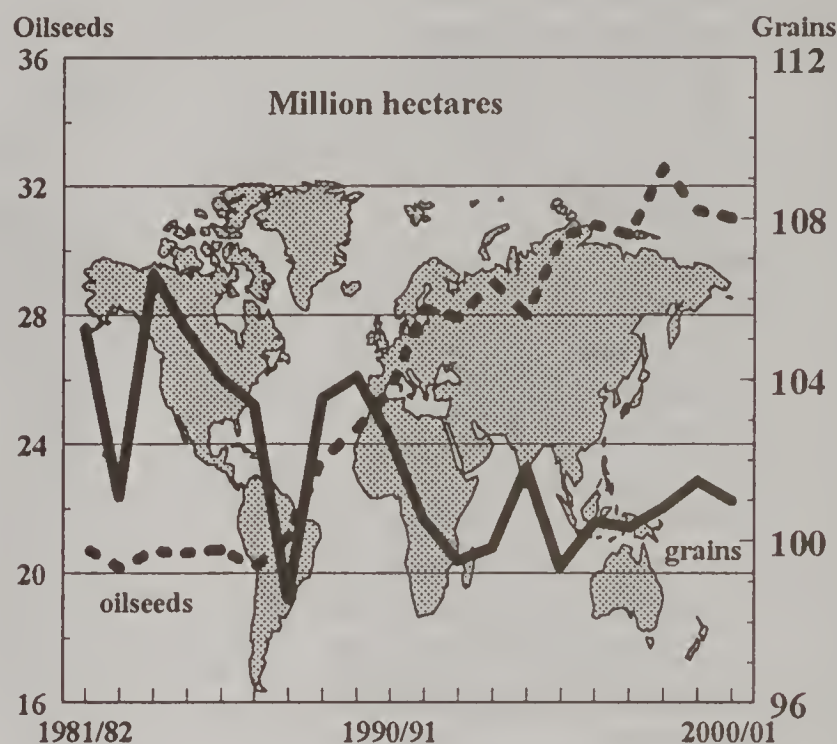 Oilseeds Grains
36 112
Million hectares
32
108
28
104
24
100
grains
20
oilseeds
16 96
1981/82 1990/91 2000/01